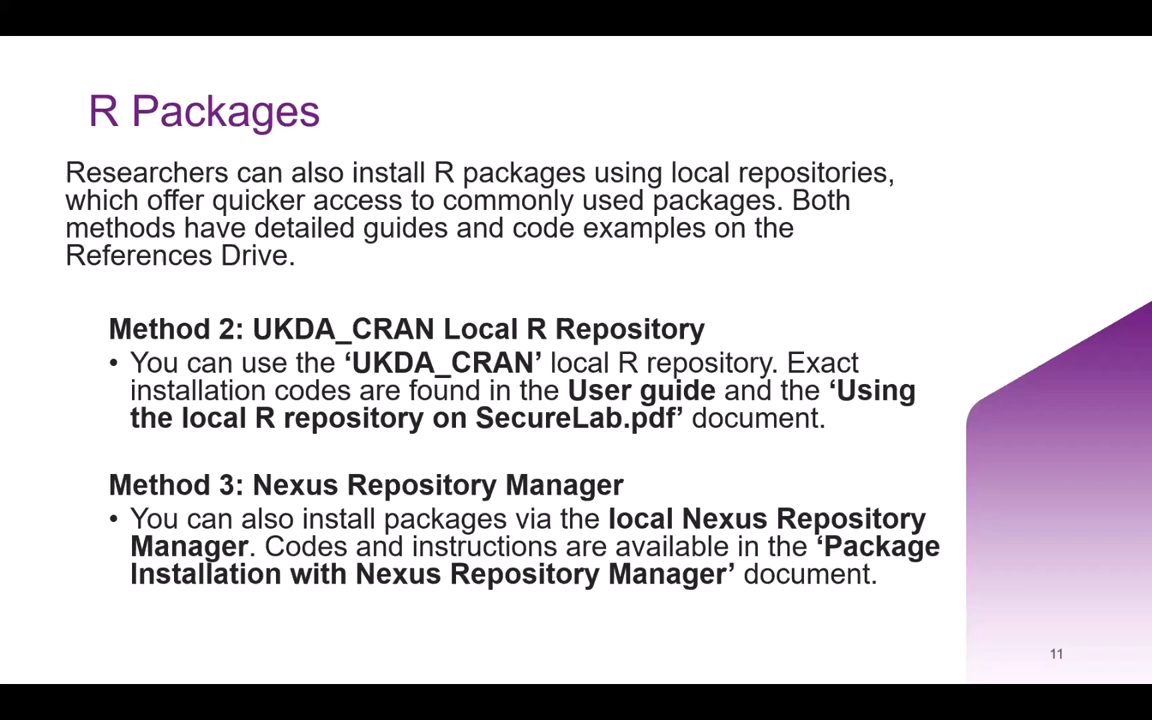 R Packages
Researchers can also install R packages using local repositories,
which offer quicker access to commonly used packages. Both
methods have detailed guides and code examples on the
References Drive.
Method 2: UKDA_CRAN Local R Repository
• You can use the ‘UKDA_CRAN’ local R repository. Exact
installation codes are found in the User guide and the ‘Using
the local R repository on SecureLab.pdf’ document.
Method 3: Nexus Repository Manager
• You can also install packages via the local Nexus Repository
Manager. Codes and instructions are available in the ‘Package
Installation with Nexus Repository Manager’ document.
11